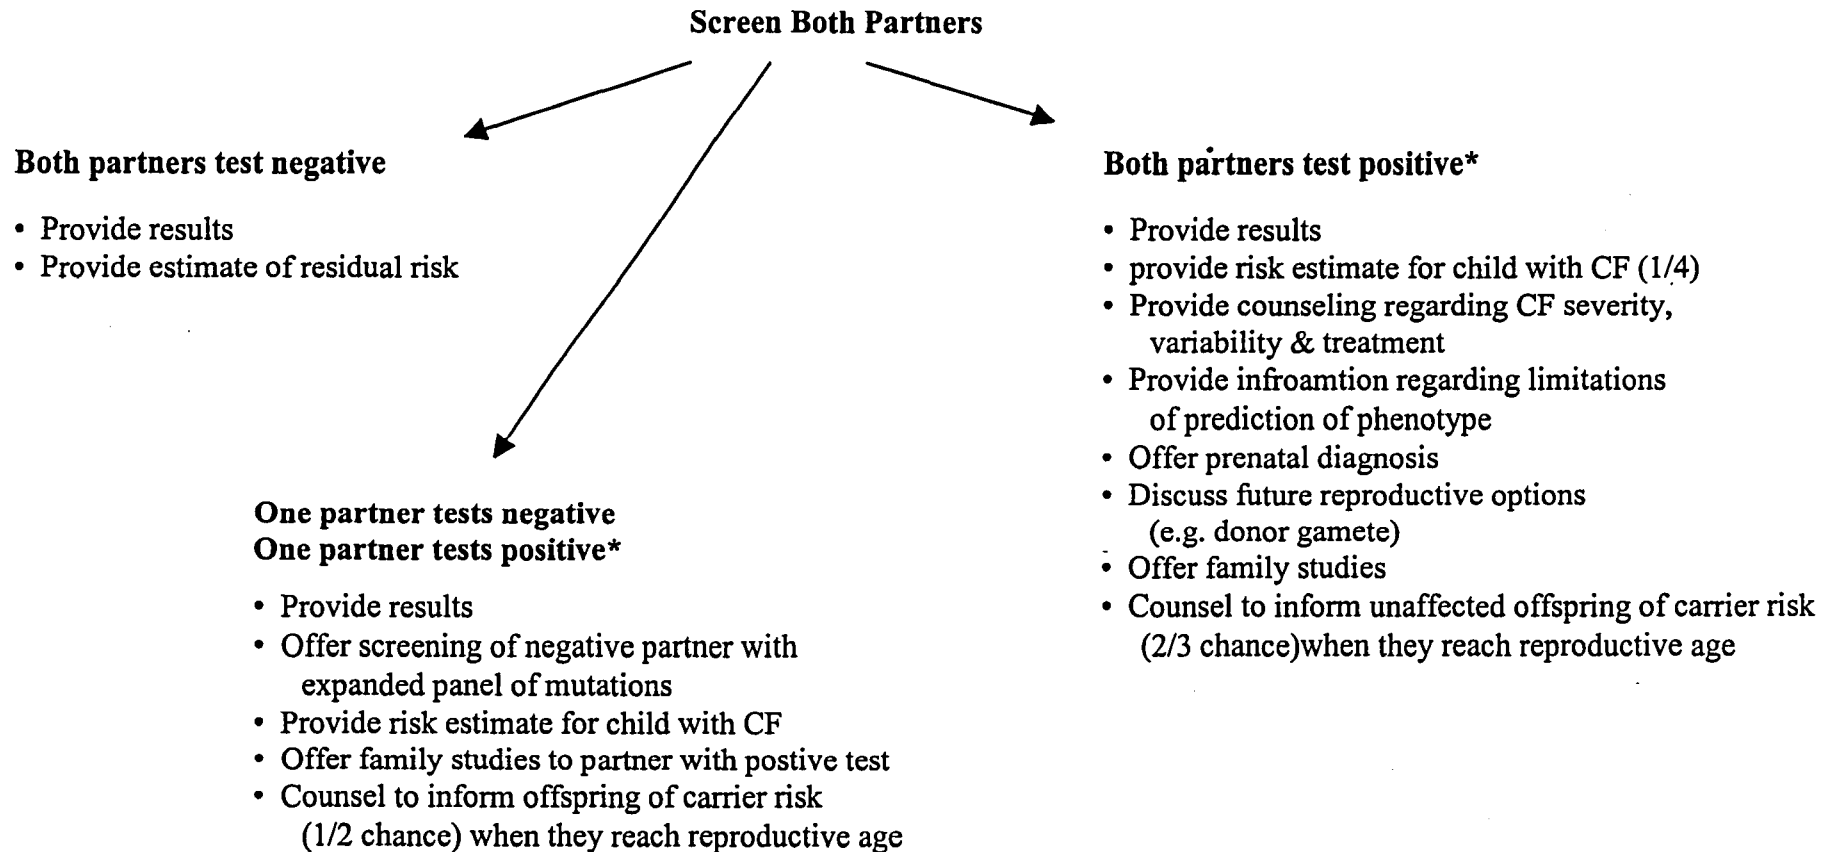 Screen Both Partners
Both partners test negative
• Provide results
• Provide estimate of residual risk
One partner tests negative
One partner tests positive*
• Provide results
• Offer screening of negative partner with
expanded panel of mutations
• Provide risk estimate for child with CF
• Offer family studies to partner with postive test
• Counsel to inform offspring of carrier risk
(1/2 chance) when they reach reproductive age
Both partners test positive*
• Provide results
• provide risk estimate for child with CF (1/4)
• Provide counseling regarding CF severity,
variability & treatment
• Provide infroamtion regarding limitations
of prediction of phenotype
• Offer prenatal diagnosis
• Discuss future reproductive options
(e.g. donor gamete)
• Offer family studies
• Counsel to inform unaffected offspring of carrier risk
(2/3 chance)when they reach reproductive age